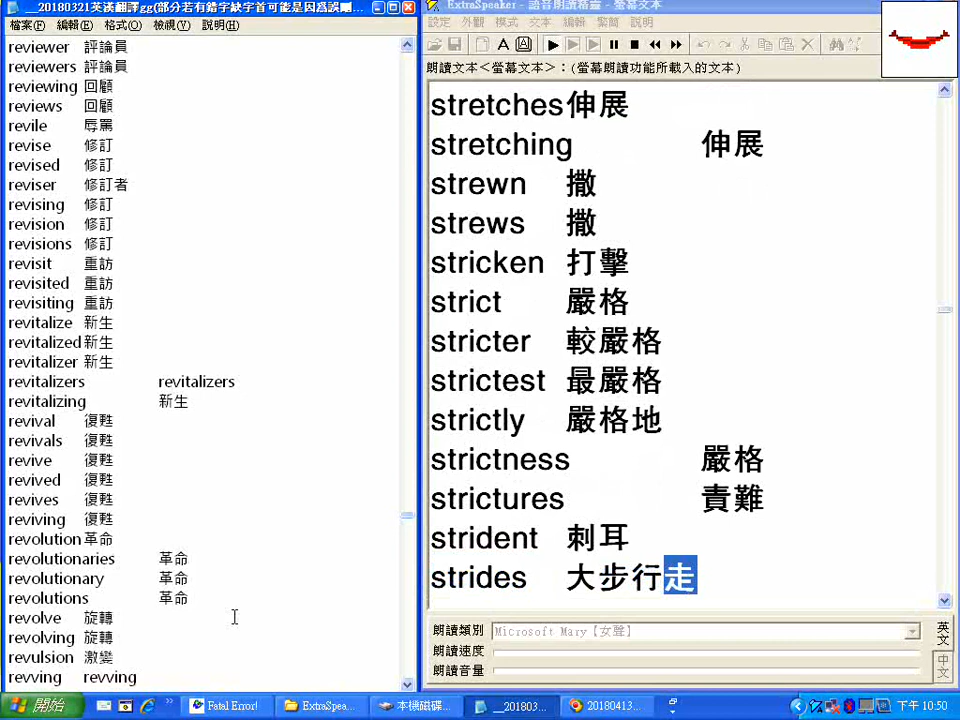 __20180321英漢翻譯gg(部分若有錯字缺字首可能是因為誤刪...
檔案(F) 編輯(E) 格式(O) 檢視(V) 說明(H)
reviewer 評論員
reviewers 評論員
reviewing 回顧
reviews 回顧
revile 辱罵
revise 修訂
revised 修訂
reviser 修訂者
revising 修訂
revision 修訂
revisions 修訂
revisit 重訪
revisited 重訪
revisiting 重訪
revitalize 新生
revitalized 新生
revitalizer 新生
revitalizers revitalizers
revitalizing 新生
revival 復甦
revivals 復甦
revive 復甦
revived 復甦
revives 復甦
reviving 復甦
revolution 革命
revolutionaries 革命
revolutionary 革命
revolutions 革命
revolve 旋轉
revolving 旋轉
revulsion 激變
revving revving
ExtraSpeaker - 語音朗讀精靈 - 螢幕文本
設定 外觀 模式 文本 編輯 繁簡 說明
朗讀文本<螢幕文本>：(螢幕朗讀功能所載入的文本)
stretches 伸展
stretching 伸展
strewn 撒
strews 撒
stricken 打擊
strict 嚴格
stricter 較嚴格
strictest 最嚴格
strictly 嚴格地
strictness 嚴格
strictures 責難
strident 刺耳
strides 大步行走
朗讀類別 Microsoft Mary【女聲】
朗讀速度
朗讀音量
英文
中文
開始 Fatal Error! ExtraSpea... 本機磁碟... __201803... 20180413... 下午 10:50